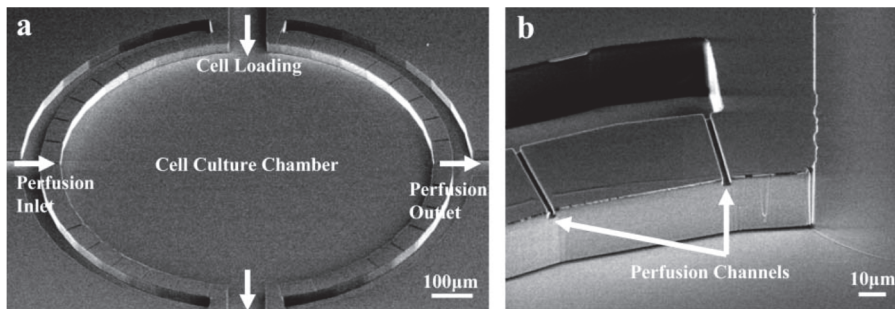 a
Cell Loading
Cell Culture Chamber
Perfusion
Inlet
Perfusion
Outlet
100μm
b
Perfusion Channels
10μm